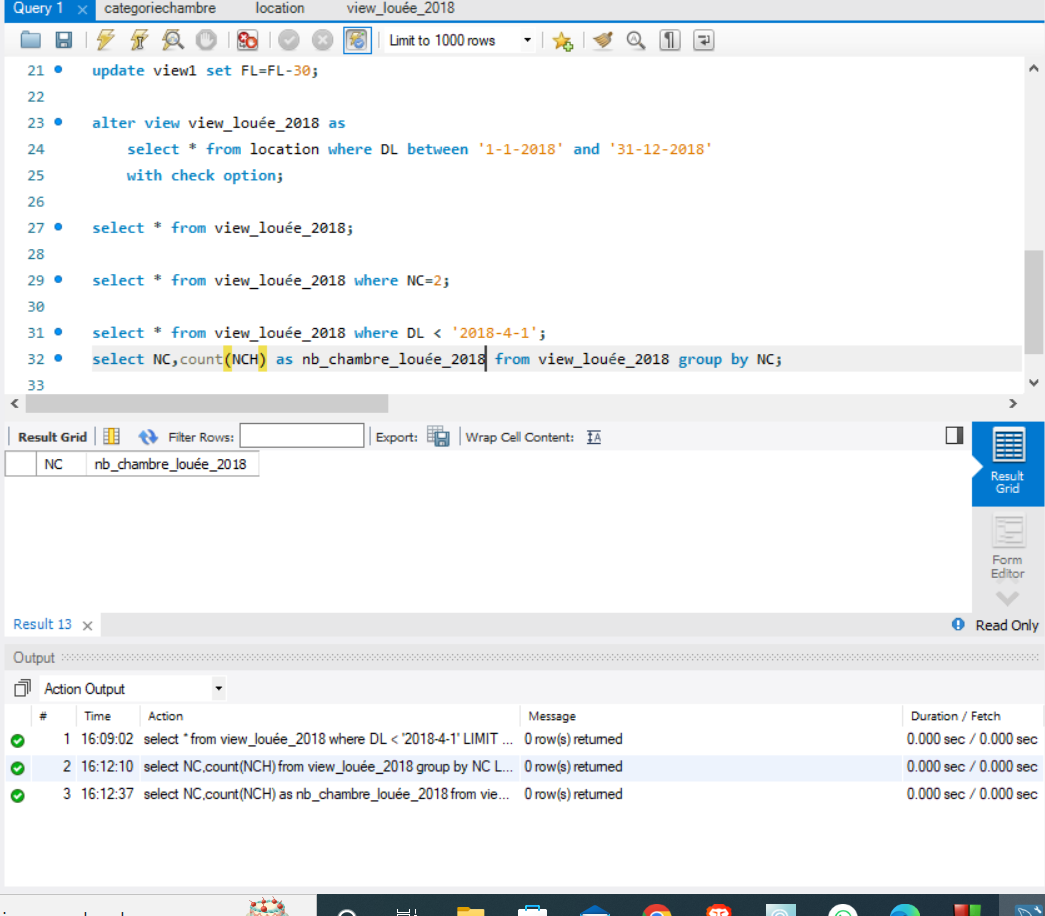 Query 1 × categoriechambre location view_louée_2018
Limit to 1000 rows
21 update view1 set FL=FL-30;
22
23 alter view view_louée_2018 as
24 select * from location where DL between '1-1-2018' and '31-12-2018'
25 with check option;
26
27 select * from view_louée_2018;
28
29 select * from view_louée_2018 where NC=2;
30
31 select * from view_louée_2018 where DL < '2018-4-1';
32 select NC,count(NCH) as nb_chambre_louée_2018 from view_louée_2018 group by NC;
33
Result Grid Filter Rows: Export: Wrap Cell Content:
NC nb_chambre_louée_2018
Result
Grid
Form
Editor
Result 13 × Read Only
Output
Action Output
# Time Action Message Duration / Fetch
1 16:09:02 select * from view_louée_2018 where DL < '2018-4-1' LIMIT ... 0 row(s) returned 0.000 sec / 0.000 sec
2 16:12:10 select NC,count(NCH) from view_louée_2018 group by NC L... 0 row(s) returned 0.000 sec / 0.000 sec
3 16:12:37 select NC,count(NCH) as nb_chambre_louée_2018 from vie... 0 row(s) returned 0.000 sec / 0.000 sec